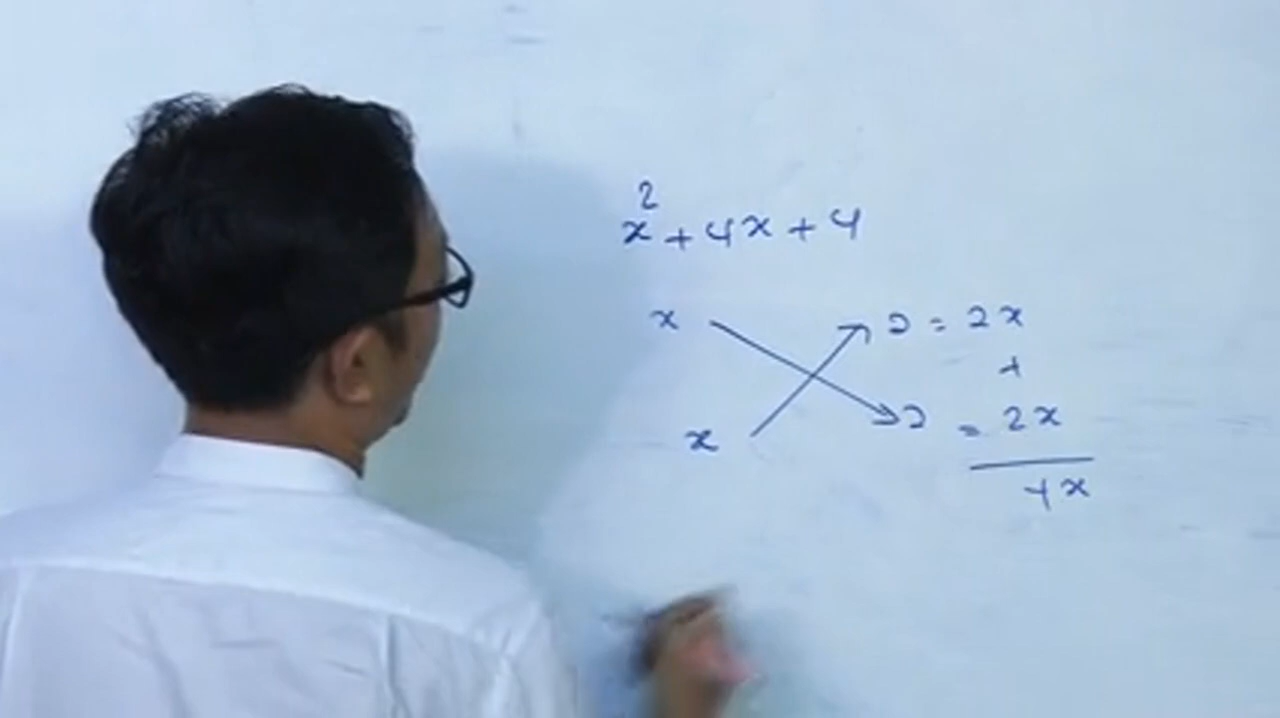 x² + 4x + 4
x 2 = 2x
+
x 2 = 2x
4x